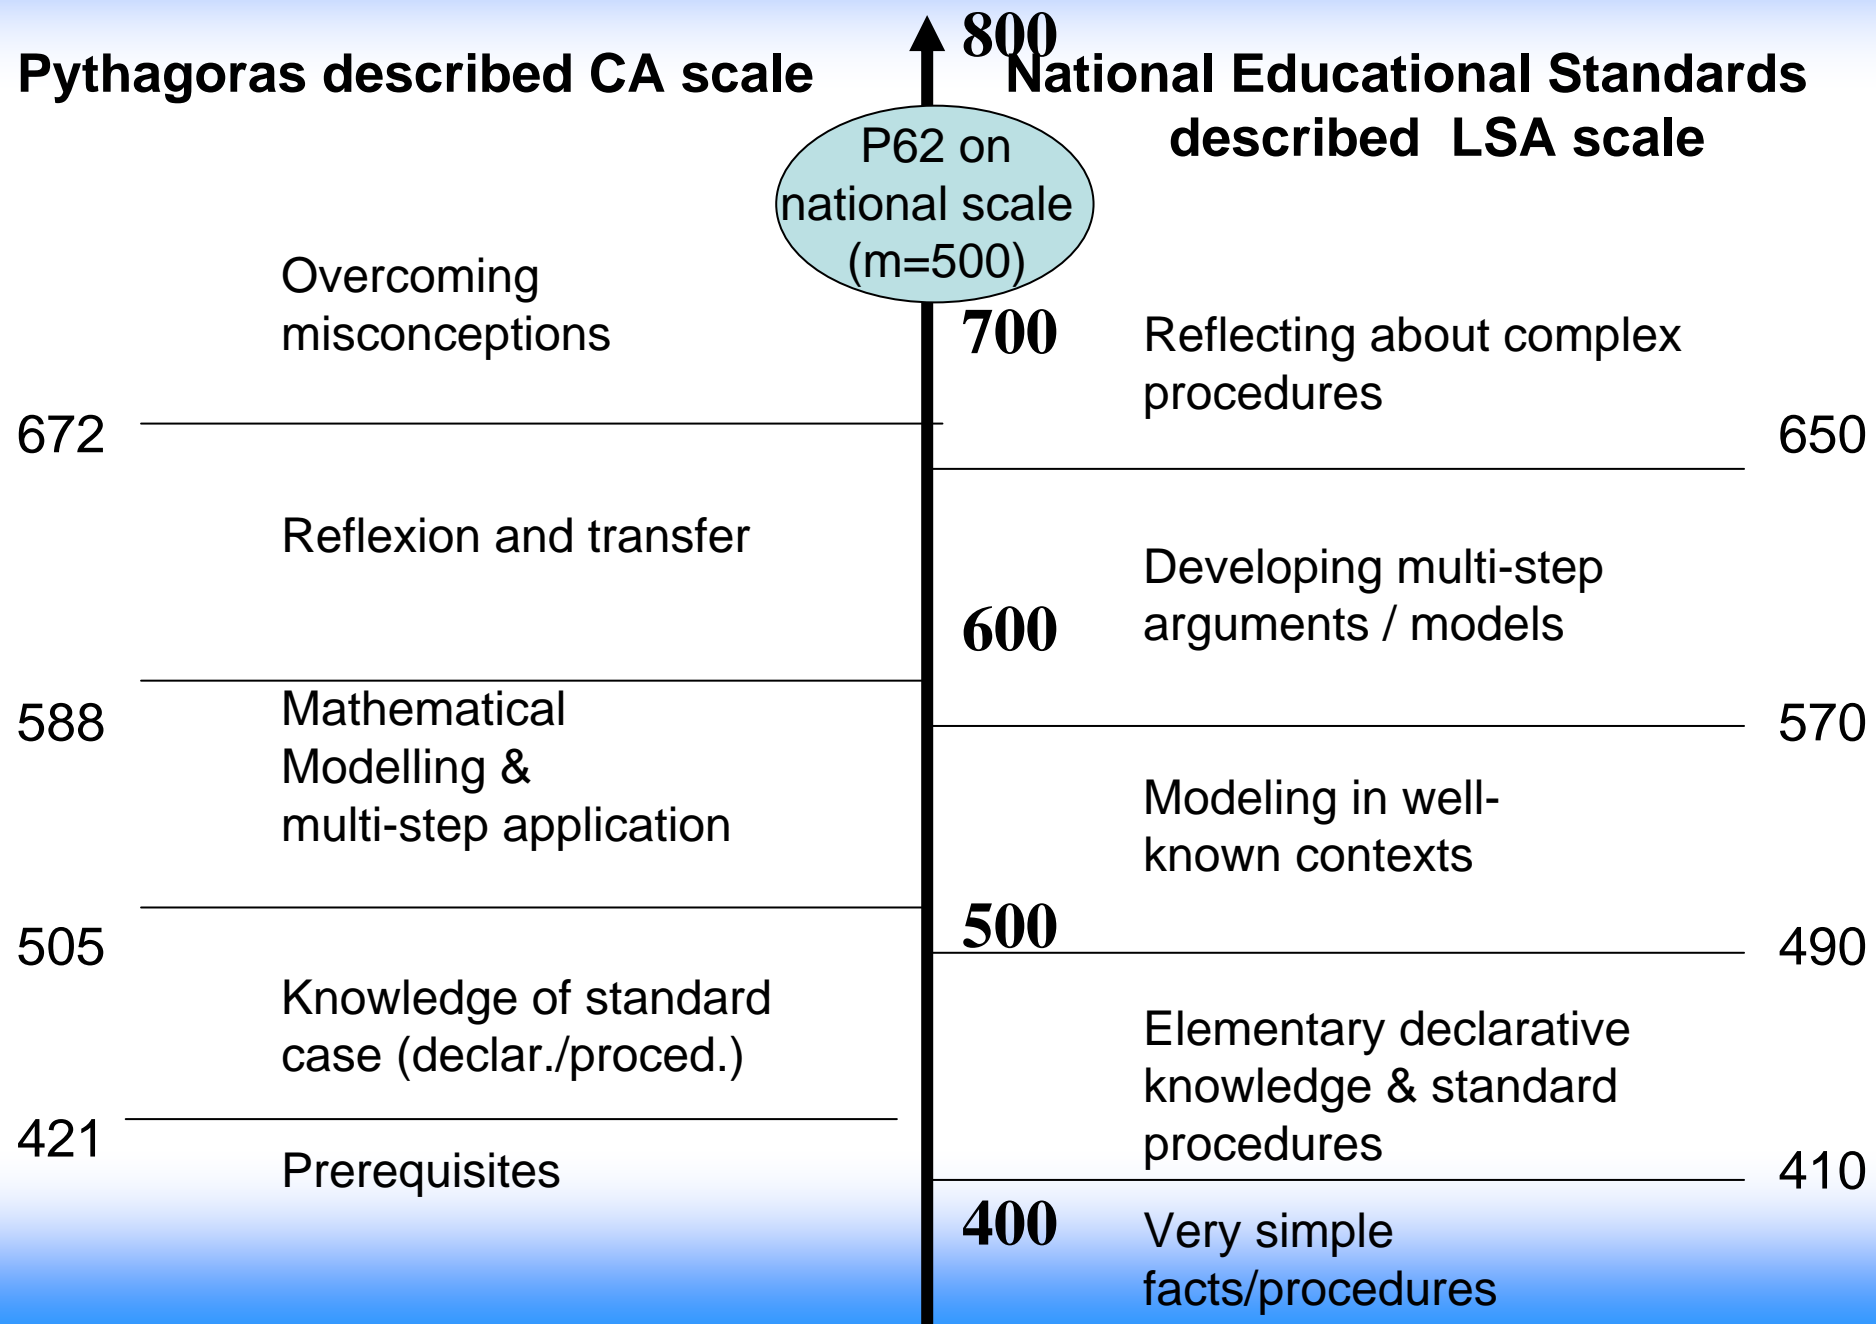 Pythagoras described CA scale
800
National Educational Standards
described LSA scale
P62 on
national scale
(m=500)
Overcoming
misconceptions
700
Reflecting about complex
procedures
672
650
Reflexion and transfer
Developing multi-step
arguments / models
600
588
Mathematical
Modelling &
multi-step application
570
Modeling in well-
known contexts
505
500
490
Knowledge of standard
case (declar./proced.)
Elementary declarative
knowledge & standard
procedures
421
Prerequisites
410
400
Very simple
facts/procedures